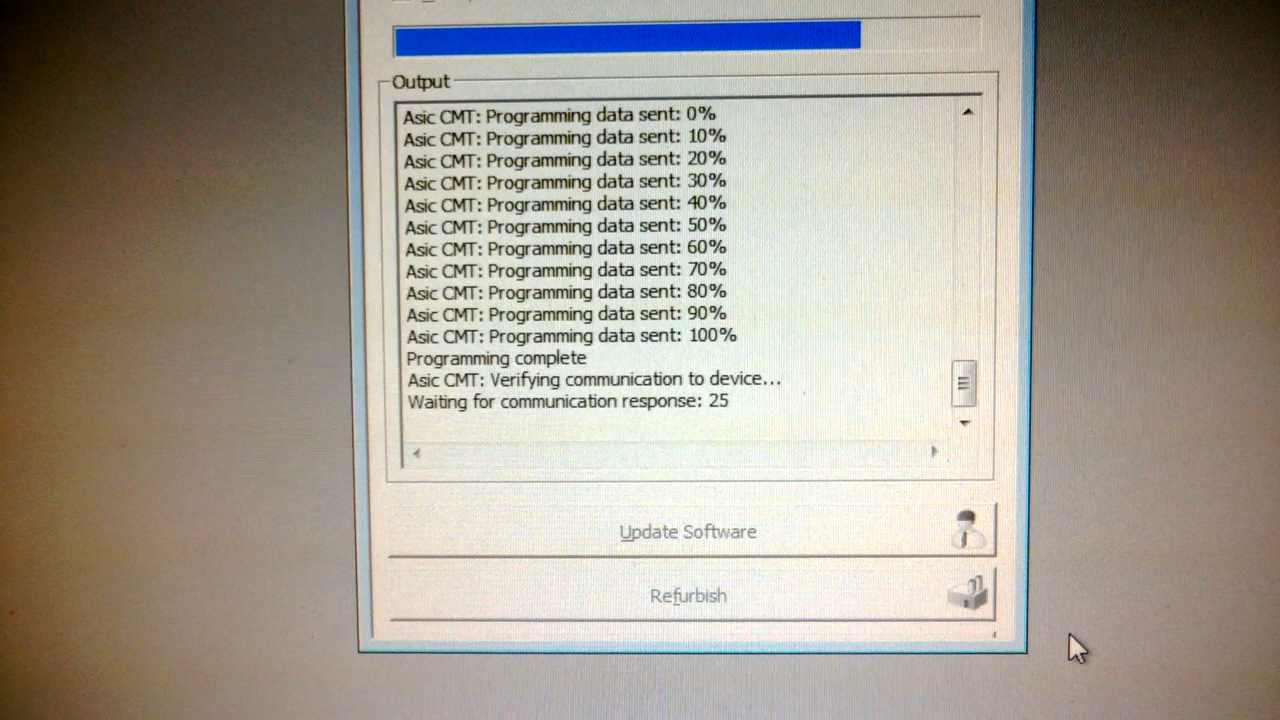 Output
Asic CMT: Programming data sent: 0%
Asic CMT: Programming data sent: 10%
Asic CMT: Programming data sent: 20%
Asic CMT: Programming data sent: 30%
Asic CMT: Programming data sent: 40%
Asic CMT: Programming data sent: 50%
Asic CMT: Programming data sent: 60%
Asic CMT: Programming data sent: 70%
Asic CMT: Programming data sent: 80%
Asic CMT: Programming data sent: 90%
Asic CMT: Programming data sent: 100%
Programming complete
Asic CMT: Verifying communication to device...
Waiting for communication response: 25
Update Software
Refurbish